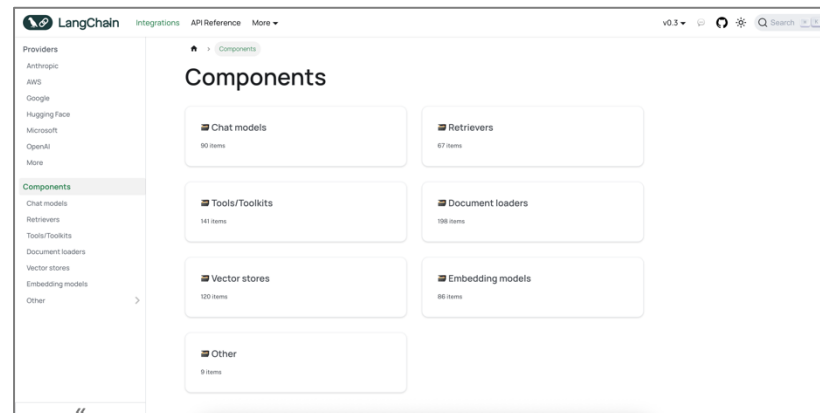 LangChain Integrations API Reference More v0.3 Search
Providers
Anthropic
AWS
Google
Hugging Face
Microsoft
OpenAI
More
Components
Chat models
Retrievers
Tools/Toolkits
Document loaders
Vector stores
Embedding models
Other
Components
Components
Chat models
90 items
Retrievers
67 items
Tools/Toolkits
141 items
Document loaders
198 items
Vector stores
120 items
Embedding models
86 items
Other
9 items